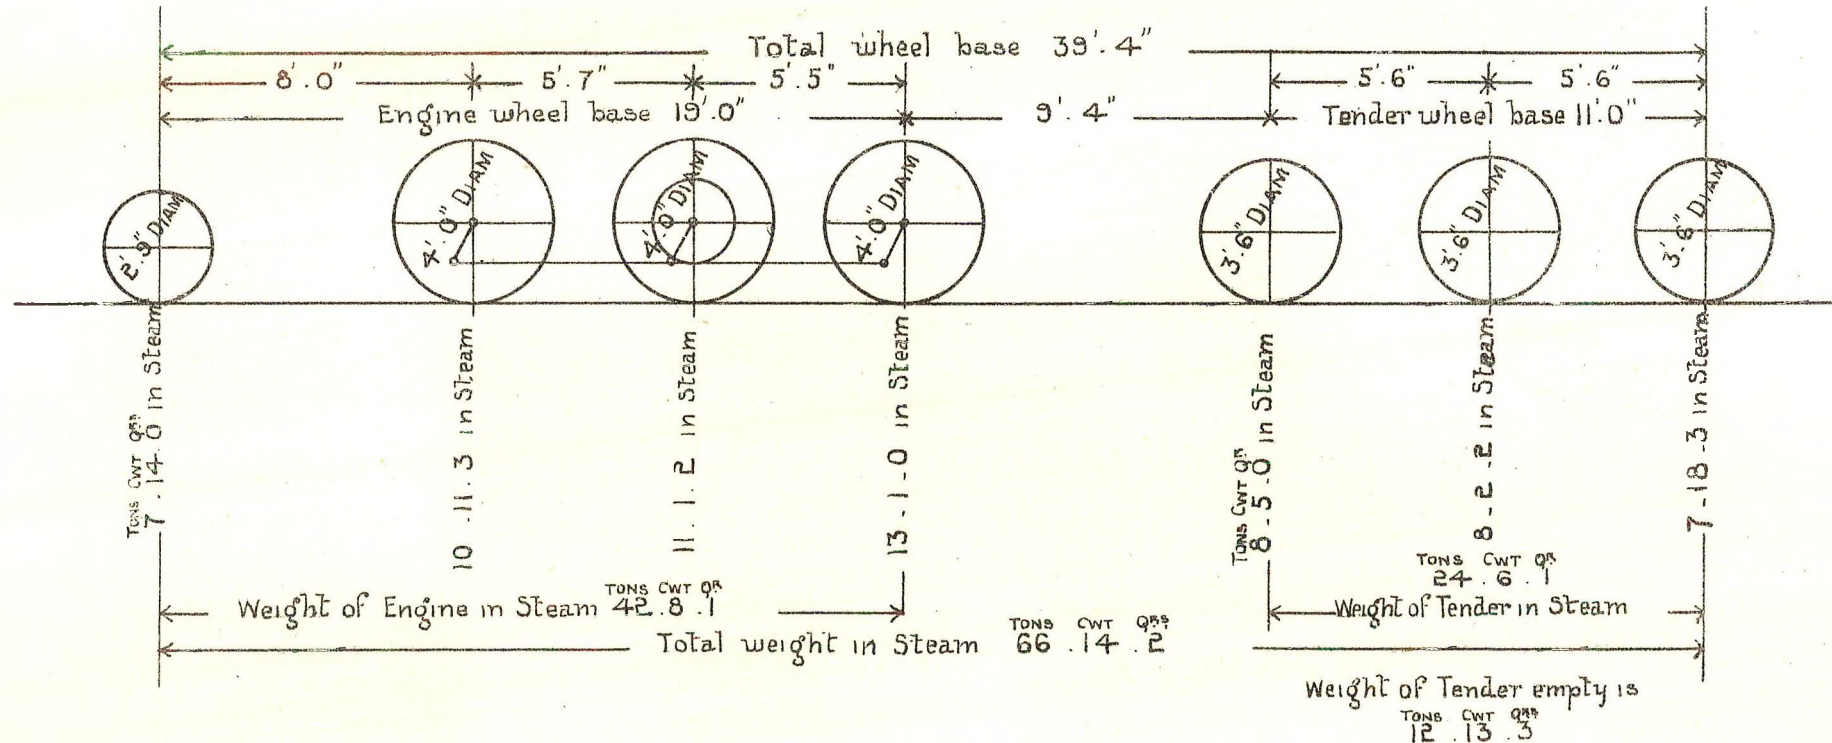 Total wheel base 39'.4"
8'.0" 5'.7" 5'.5" 5'.6" 5'.6"
Engine wheel base 19'.0" 9'.4" Tender wheel base 11'.0"
2'.9" DIAM
4'.0" DIAM
4'.0" DIAM
4'.0" DIAM
3'.6" DIAM
3'.6" DIAM
3'.6" DIAM
TONS CWT QRS
7.14.0 in Steam
10.11.3 in Steam
11.1.2 in Steam
13-1-0 in Steam
TONS CWT QR
8-5-0 in Steam
8-2-2 in Steam
7-18-3 in Steam
TONS CWT QR
24.6.1
TONS CWT QR
Weight of Engine in Steam 42.8.1
Weight of Tender in Steam
TONS CWT QRS
Total weight in Steam 66.14.2
Weight of Tender empty is
TONS CWT QRS
12.13.3